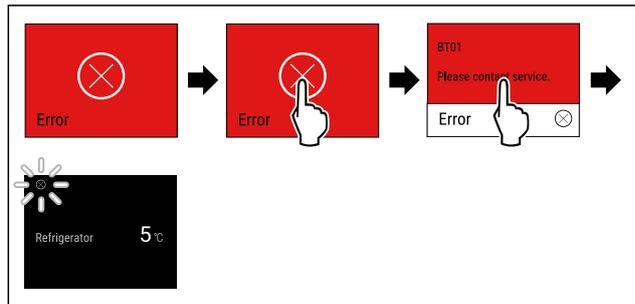 Error
Error
BT01
Please contact service.
Error
Refrigerator 5 °C